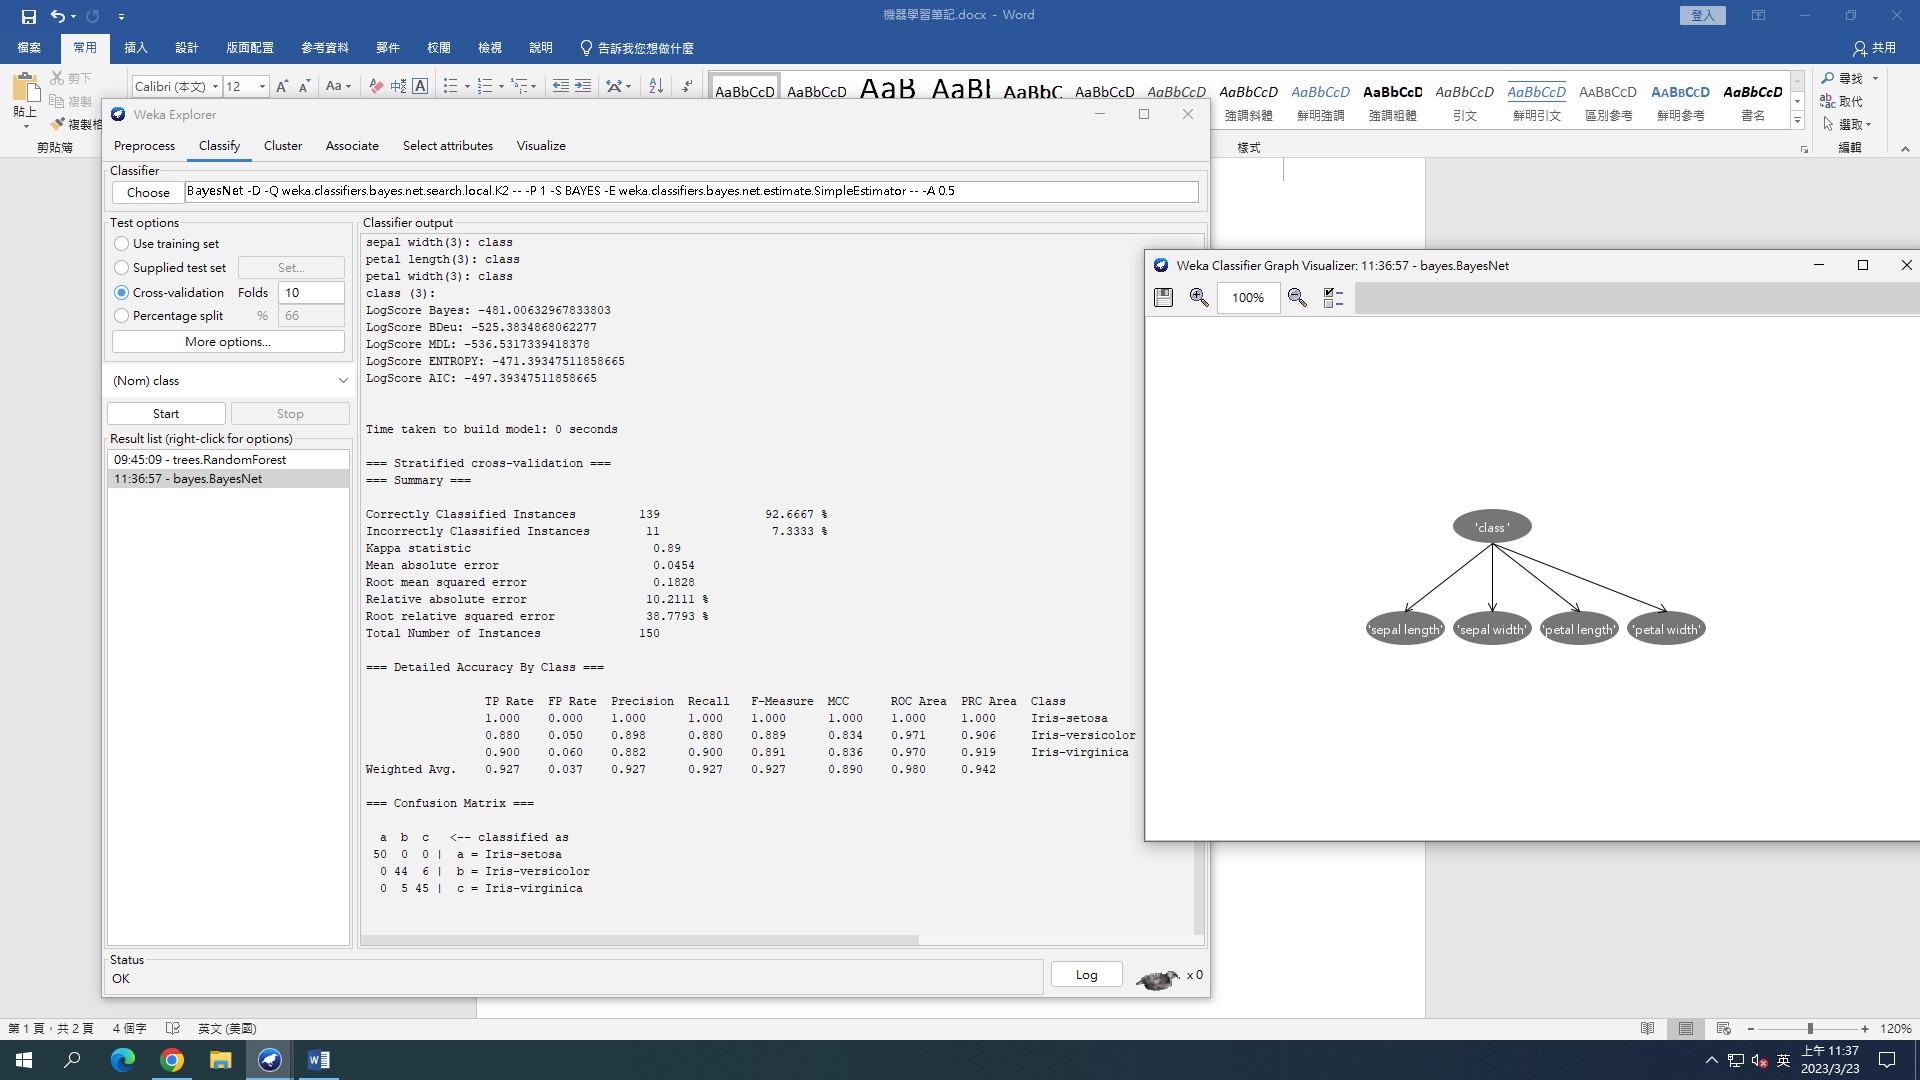 機器學習筆記.docx - Word
登入
檔案 常用 插入 設計 版面配置 參考資料 郵件 校閱 檢視 說明 告訴我您想做什麼 共用
剪下
複製
貼上
複製格
剪貼簿
Calibri (本文) 12
AaBbCcD AaBbCcD AaB AaBl AaBbC AaBbCcD AaBbCcD AaBbCcD AaBbCcD AaBbCcD AaBbCcD AaBbCcD AaBbCcD AaBbCcD AaBbCcD
強調斜體 鮮明強調 強調粗體 引文 鮮明引文 區別參考 鮮明參考 書名
樣式
尋找
取代
選取
編輯
Weka Explorer
Preprocess Classify Cluster Associate Select attributes Visualize
Classifier
Choose BayesNet -D -Q weka.classifiers.bayes.net.search.local.K2 -- -P 1 -S BAYES -E weka.classifiers.bayes.net.estimate.SimpleEstimator -- -A 0.5
Test options
Use training set
Supplied test set Set...
Cross-validation Folds 10
Percentage split % 66
More options...
(Nom) class
Start Stop
Result list (right-click for options)
09:45:09 - trees.RandomForest
11:36:57 - bayes.BayesNet
Classifier output
sepal width(3): class
petal length(3): class
petal width(3): class
class (3):
LogScore Bayes: -481.00632967833803
LogScore BDeu: -525.3834868062277
LogScore MDL: -536.5317339418378
LogScore ENTROPY: -471.39347511858665
LogScore AIC: -497.39347511858665
Time taken to build model: 0 seconds
=== Stratified cross-validation ===
=== Summary ===
Correctly Classified Instances 139 92.6667 %
Incorrectly Classified Instances 11 7.3333 %
Kappa statistic 0.89
Mean absolute error 0.0454
Root mean squared error 0.1828
Relative absolute error 10.2111 %
Root relative squared error 38.7793 %
Total Number of Instances 150
=== Detailed Accuracy By Class ===
TP Rate FP Rate Precision Recall F-Measure MCC ROC Area PRC Area Class
1.000 0.000 1.000 1.000 1.000 1.000 1.000 1.000 Iris-setosa
0.880 0.050 0.898 0.880 0.889 0.834 0.971 0.906 Iris-versicolor
0.900 0.060 0.882 0.900 0.891 0.836 0.970 0.919 Iris-virginica
Weighted Avg. 0.927 0.037 0.927 0.927 0.927 0.890 0.980 0.942
=== Confusion Matrix ===
a b c <-- classified as
50 0 0 | a = Iris-setosa
0 44 6 | b = Iris-versicolor
0 5 45 | c = Iris-virginica
Status
OK
Log
x 0
Weka Classifier Graph Visualizer: 11:36:57 - bayes.BayesNet
100%
'class '
'sepal length' 'sepal width' 'petal length' 'petal width'
第 1 頁，共 2 頁 4 個字 英文 (美國) 120%
英
上午 11:37
2023/3/23